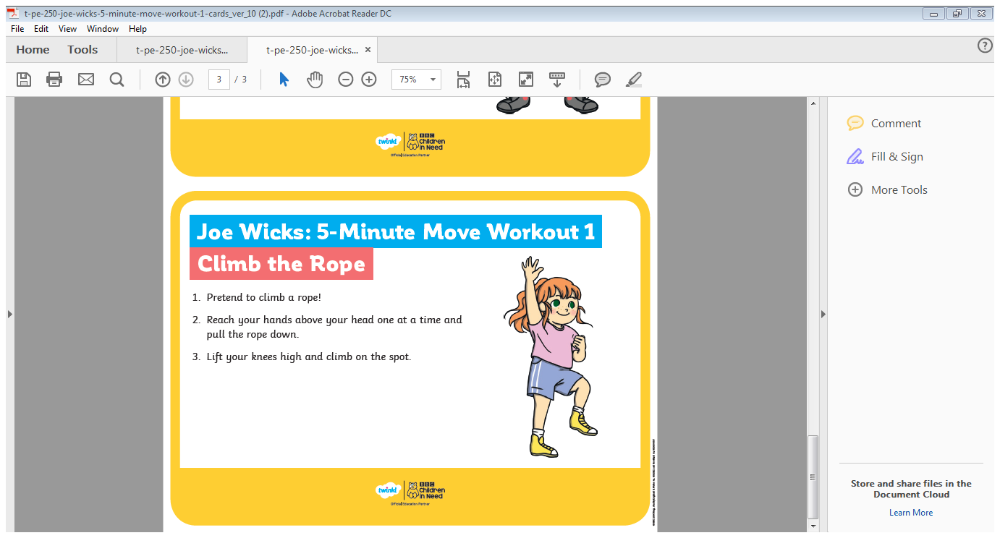 t-pe-250-joe-wicks-5-minute-move-workout-1-cards_ver_10 (2).pdf - Adobe Acrobat Reader DC
File Edit View Window Help
Home Tools t-pe-250-joe-wicks... t-pe-250-joe-wicks... ×
3 / 3 75%
twinkl BBC Children in Need
Official Education Partner
Joe Wicks: 5-Minute Move Workout 1
Climb the Rope
1. Pretend to climb a rope!
2. Reach your hands above your head one at a time and
pull the rope down.
3. Lift your knees high and climb on the spot.
twinkl BBC Children in Need
Official Education Partner
Comment
Fill & Sign
More Tools
Store and share files in the
Document Cloud
Learn More